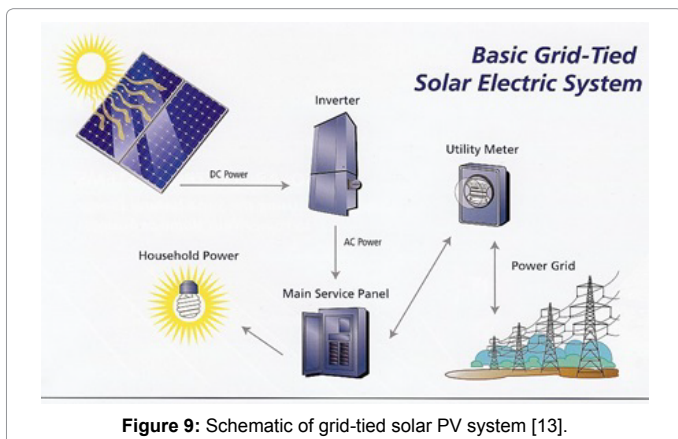 Basic Grid-Tied
Solar Electric System
Inverter
Utility Meter
DC Power
AC Power
Household Power
Power Grid
Main Service Panel
Figure 9: Schematic of grid-tied solar PV system [13].